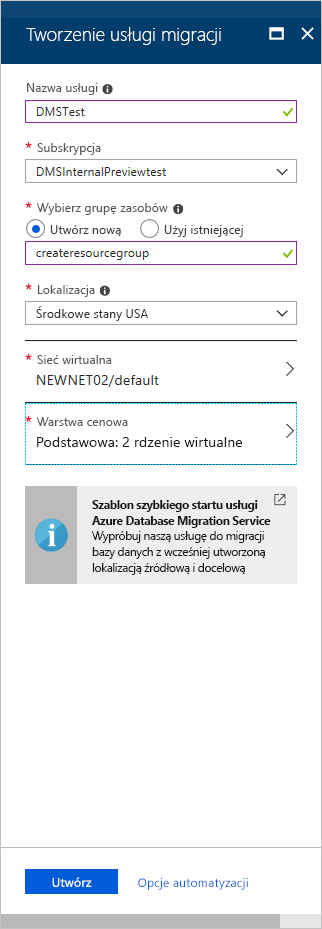 Tworzenie usługi migracji
Nazwa usługi
DMSTest
* Subskrypcja
DMSInternalPreviewtest
* Wybierz grupę zasobów
Utwórz nową Użyj istniejącej
createresourcegroup
* Lokalizacja
Środkowe stany USA
* Sieć wirtualna
NEWNET02/default
* Warstwa cenowa
Podstawowa: 2 rdzenie wirtualne
Szablon szybkiego startu usługi
Azure Database Migration Service
Wypróbuj naszą usługę do migracji
bazy danych z wcześniej utworzoną
lokalizacją źródłową i docelową
Utwórz Opcje automatyzacji